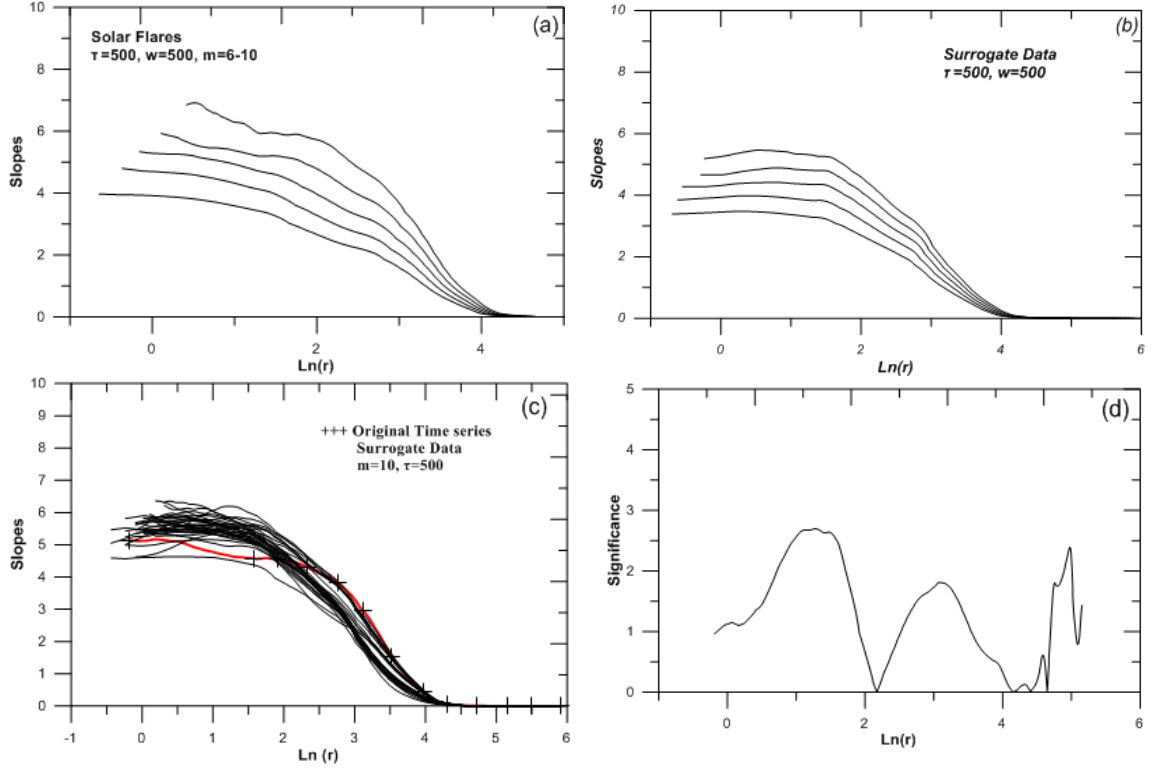 (a)
Solar Flares
τ=500, w=500, m=6-10
10
8
6
4
2
0
Slopes
0 2 4
Ln(r)
(b)
Surrogate Data
τ=500, w=500
10
8
6
4
2
0
Slopes
0 2 4 6
Ln(r)
(c)
+++ Original Time series
Surrogate Data
m=10, τ=500
10
9
8
7
6
5
4
3
2
1
0
Slopes
-1 0 1 2 3 4 5 6
Ln (r)
(d)
5
4
3
2
1
0
Significance
0 2 4 6
Ln(r)